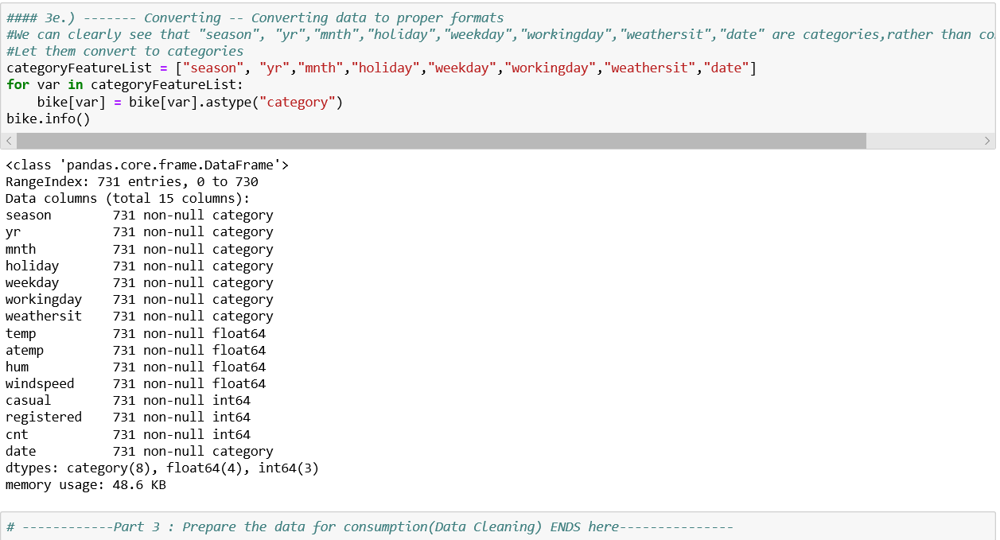 #### 3e.) ------- Converting -- Converting data to proper formats
#We can clearly see that "season", "yr","mnth","holiday","weekday","workingday","weathersit","date" are categories,rather than co
#Let them convert to categories
categoryFeatureList = ["season", "yr","mnth","holiday","weekday","workingday","weathersit","date"]
for var in categoryFeatureList:
    bike[var] = bike[var].astype("category")
bike.info()
<class 'pandas.core.frame.DataFrame'>
RangeIndex: 731 entries, 0 to 730
Data columns (total 15 columns):
season        731 non-null category
yr            731 non-null category
mnth          731 non-null category
holiday       731 non-null category
weekday       731 non-null category
workingday    731 non-null category
weathersit    731 non-null category
temp          731 non-null float64
atemp         731 non-null float64
hum           731 non-null float64
windspeed     731 non-null float64
casual        731 non-null int64
registered    731 non-null int64
cnt           731 non-null int64
date          731 non-null category
dtypes: category(8), float64(4), int64(3)
memory usage: 48.6 KB
# ------------Part 3 : Prepare the data for consumption(Data Cleaning) ENDS here---------------